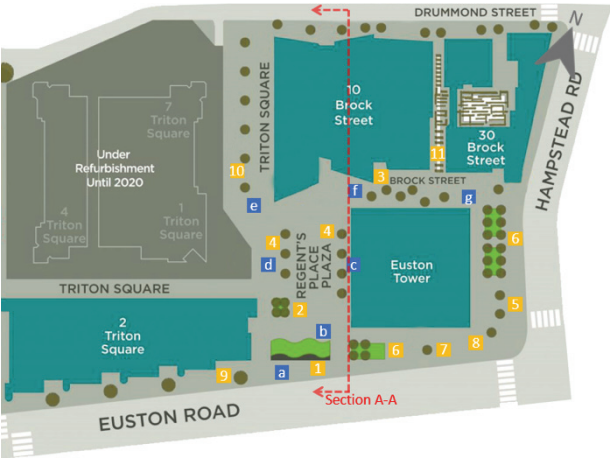 DRUMMOND STREET
N
7
Triton
Square
Under
Refurbishment
Until 2020
4
Triton
Square
1
Triton
Square
TRITON SQUARE
10
Brock
Street
30
Brock
Street
HAMPSTEAD RD
11
10
3
BROCK STREET
f
g
e
4
4
6
d
c
REGENT'S
PLACE
PLAZA
Euston
Tower
TRITON SQUARE
2
5
2
Triton
Square
b
8
6
7
1
9
a
Section A-A
EUSTON ROAD